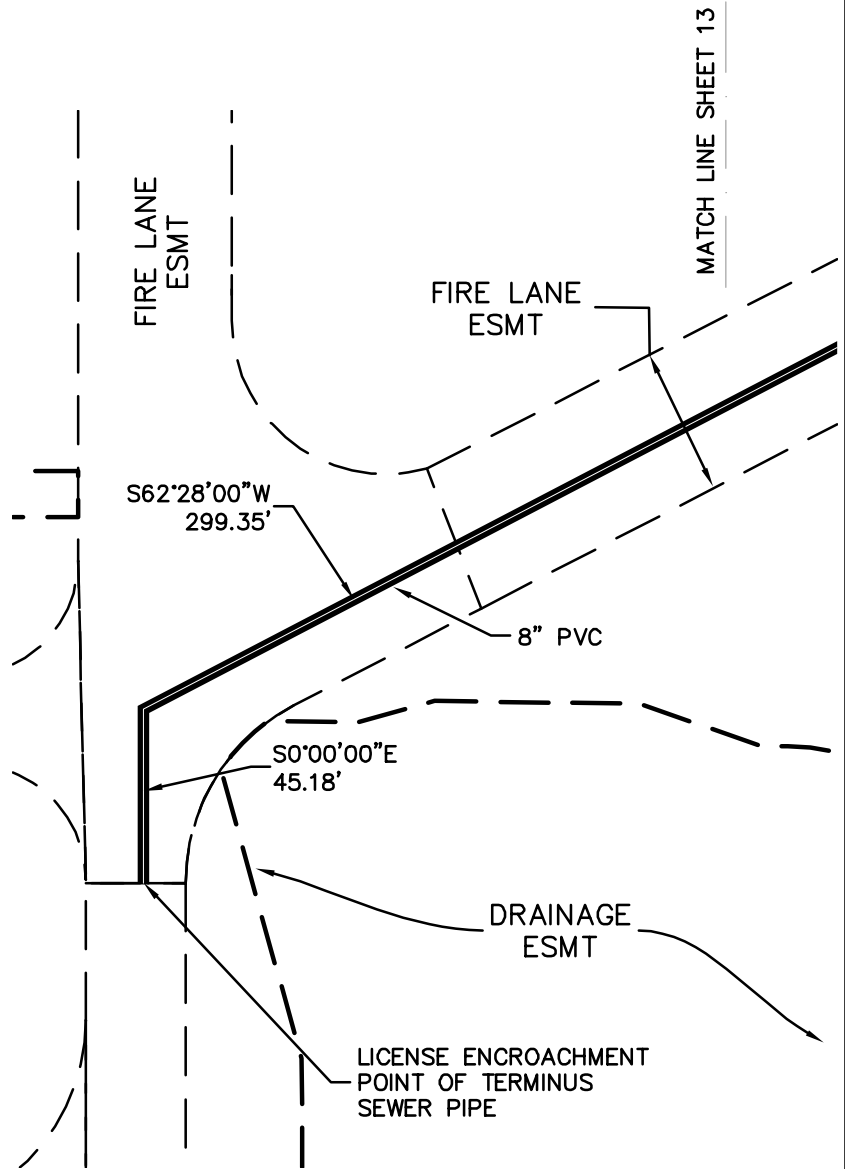 MATCH LINE SHEET 13
FIRE LANE
ESMT
FIRE LANE
ESMT
S62°28'00"W
299.35'
8" PVC
S0°00'00"E
45.18'
DRAINAGE
ESMT
LICENSE ENCROACHMENT
POINT OF TERMINUS
SEWER PIPE